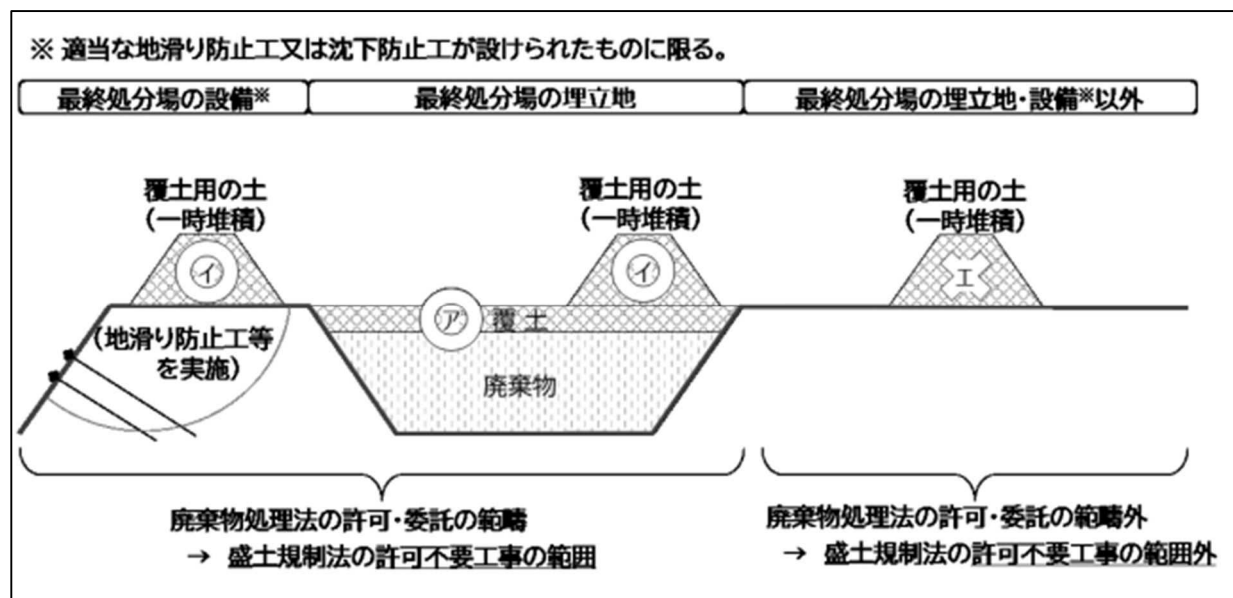 ※ 適当な地滑り防止工又は沈下防止工が設けられたものに限る。
最終処分場の設備※
最終処分場の埋立地
最終処分場の埋立地・設備※以外
覆土用の土
(一時堆積)
覆土用の土
(一時堆積)
覆土用の土
(一時堆積)
イ
イ
エ
ア
覆土
(地滑り防止工等
を実施)
廃棄物
廃棄物処理法の許可・委託の範疇
→ 盛土規制法の許可不要工事の範囲
廃棄物処理法の許可・委託の範疇外
→ 盛土規制法の許可不要工事の範囲外